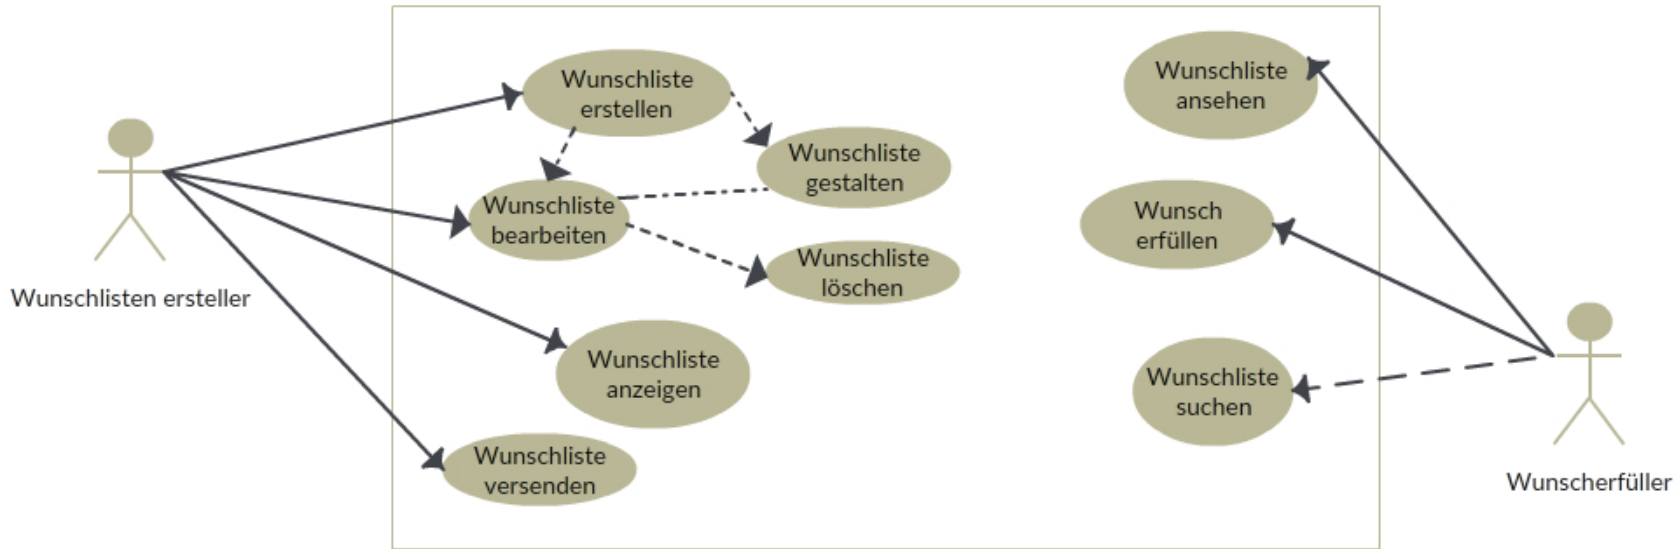 Wunschliste
erstellen
Wunschliste
gestalten
Wunschliste
bearbeiten
Wunschliste
löschen
Wunschlisten ersteller
Wunschliste
anzeigen
Wunschliste
versenden
Wunschliste
ansehen
Wunsch
erfüllen
Wunschliste
suchen
Wunscherfüller